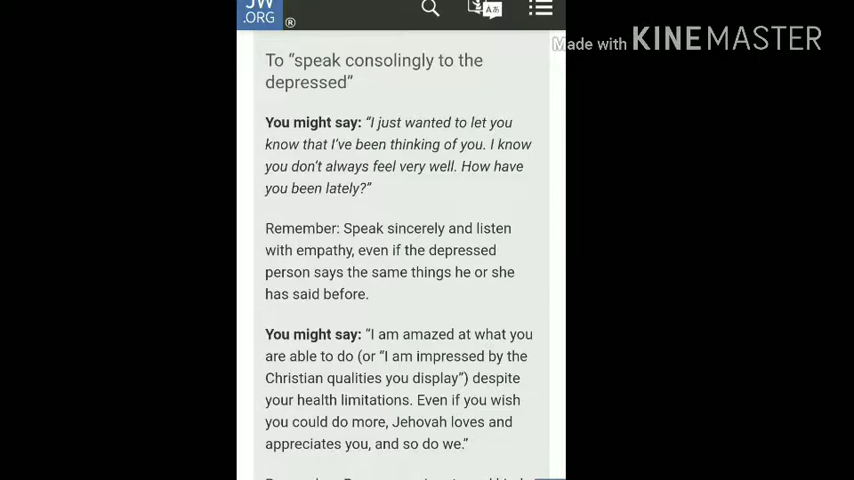 JW
.ORG ®
Made with KINEMASTER
To “speak consolingly to the
depressed”
You might say: “I just wanted to let you
know that I’ve been thinking of you. I know
you don’t always feel very well. How have
you been lately?”
Remember: Speak sincerely and listen
with empathy, even if the depressed
person says the same things he or she
has said before.
You might say: “I am amazed at what you
are able to do (or “I am impressed by the
Christian qualities you display”) despite
your health limitations. Even if you wish
you could do more, Jehovah loves and
appreciates you, and so do we.”